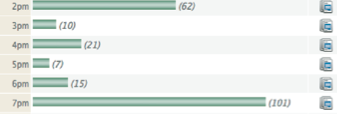 2pm (62)
3pm (10)
4pm (21)
5pm (7)
6pm (15)
7pm (101)